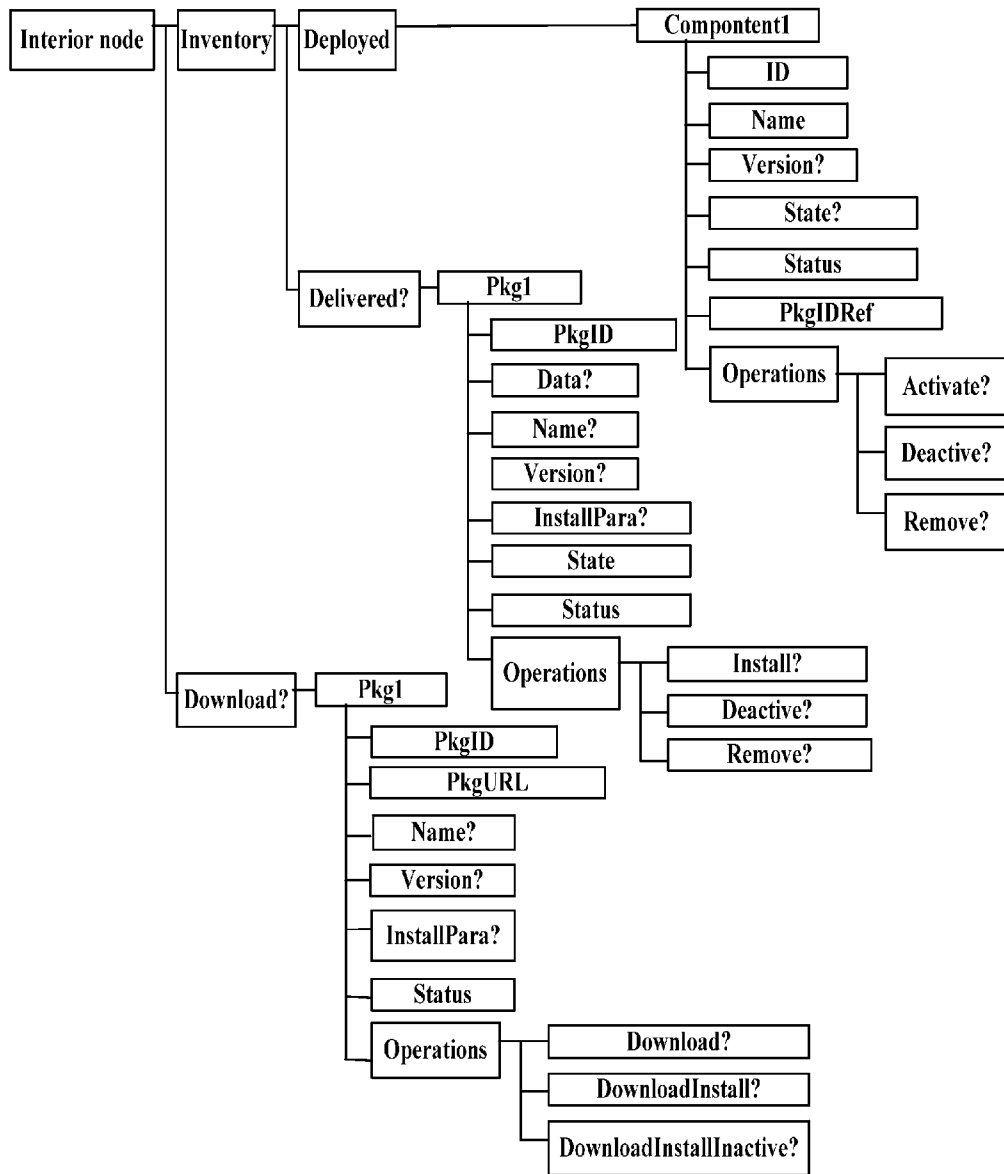 Interior node
Inventory
Deployed
Compontent1
ID
Name
Version?
State?
Status
PkgIDRef
Operations
Activate?
Deactive?
Remove?
Delivered?
Pkg1
PkgID
Data?
Name?
Version?
InstallPara?
State
Status
Operations
Install?
Deactive?
Remove?
Download?
Pkg1
PkgID
PkgURL
Name?
Version?
InstallPara?
Status
Operations
Download?
DownloadInstall?
DownloadInstallInactive?